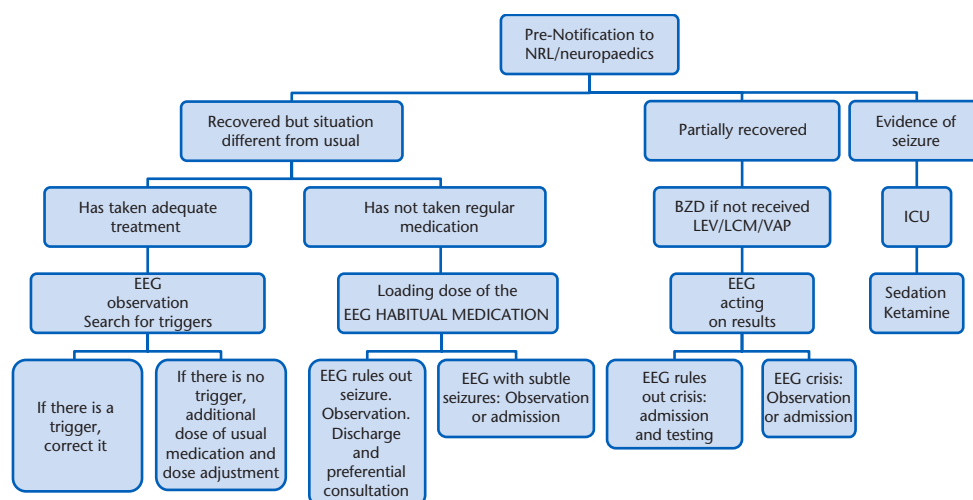 Pre-Notification to
NRL/neuropaedics
Recovered but situation
different from usual
Partially recovered
Evidence of
seizure
Has taken adequate
treatment
Has not taken regular
medication
BZD if not received
LEV/LCM/VAP
ICU
EEG
observation
Search for triggers
Loading dose of the
EEG HABITUAL MEDICATION
EEG
acting
on results
Sedation
Ketamine
If there is a
trigger,
correct it
If there is no
trigger,
additional
dose of usual
medication and
dose adjustment
EEG rules out
seizure.
Observation.
Discharge
and
preferential
consultation
EEG with subtle
seizures: Observation
or admission
EEG rules
out crisis:
admission
and testing
EEG crisis:
Observation
or admission